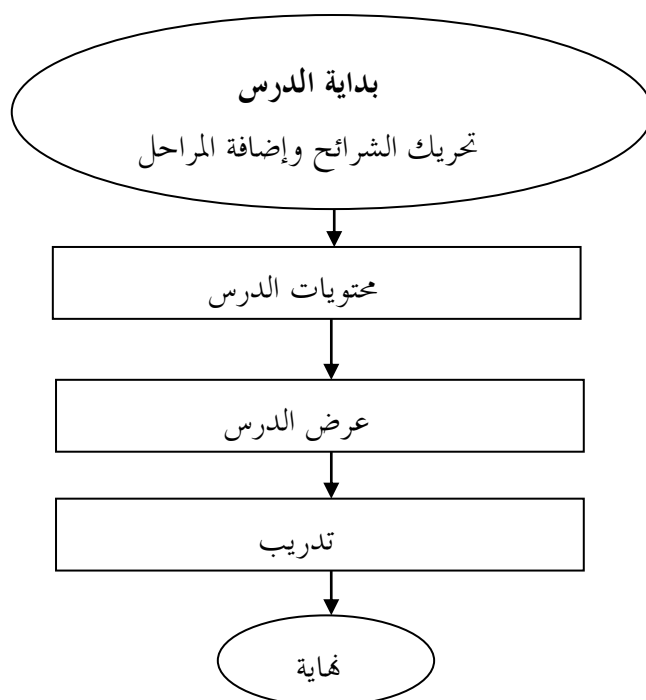 بداية الدرس
تحريك الشرائح وإضافة المراحل
محتويات الدرس
عرض الدرس
تدريب
نهاية